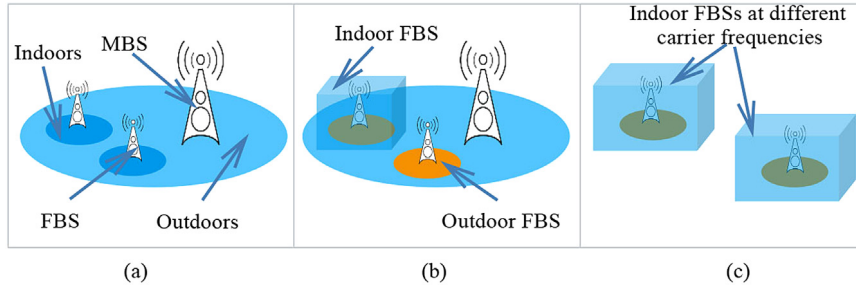 Indoors
MBS
FBS
Outdoors
(a)
Indoor FBS
Outdoor FBS
(b)
Indoor FBSs at different
carrier frequencies
(c)